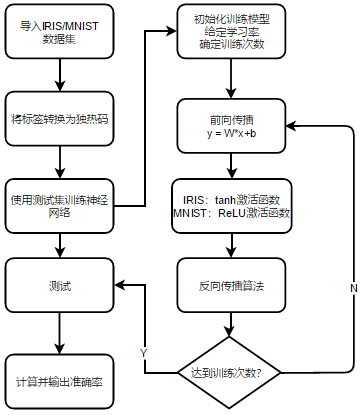 导入IRIS/MNIST
数据集
将标签转换为独热码
使用测试集训练神经
网络
测试
计算并输出准确率
初始化训练模型
给定学习率
确定训练次数
前向传播
y = W*x+b
IRIS：tanh激活函数
MNIST：ReLU激活函数
反向传播算法
达到训练次数?
Y
N